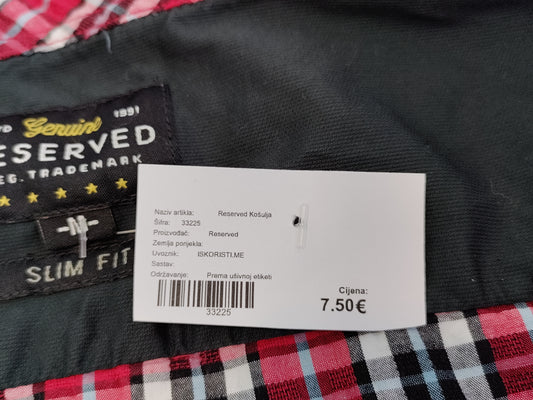 Genuine 1991
RESERVED
REG. TRADEMARK
M
SLIM FIT
Naziv artikla: Reserved Košulja
Šifra: 33225
Proizvođač: Reserved
Zemlja porijekla:
Uvoznik: ISKORISTI.ME
Sastav:
Održavanje: Prema ušivnoj etiketi
33225
Cijena:
7.50€